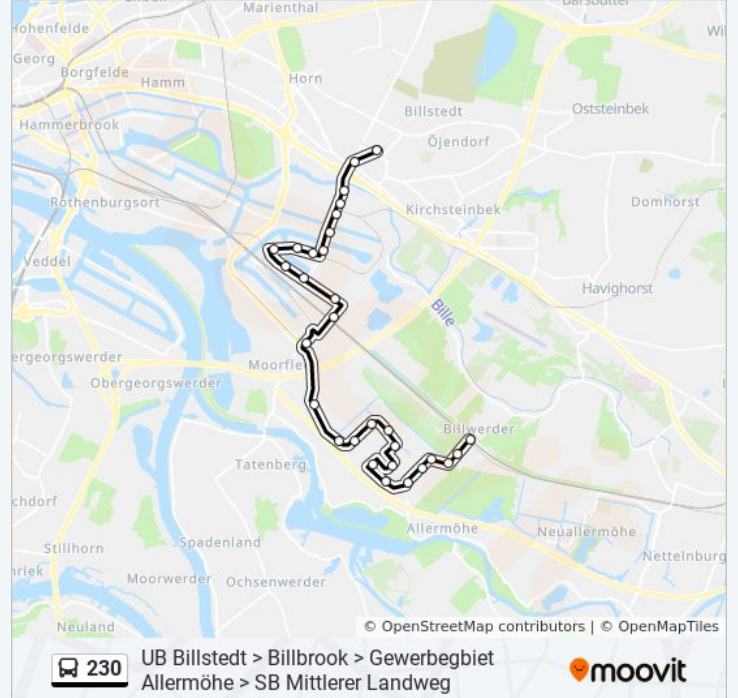 Marienthal
Hohenfelde
Georg
Borgfelde
Hamm
Horn
Billstedt
Oststeinbek
Hammerbrook
Öjendorf
Rothenburgsort
Kirchsteinbek
Domhorst
Veddel
Havighorst
Bille
ergeorgswerder
Moorfle
Obergeorgswerder
Billwerder
Tatenberg
chdorf
Allermöhe
Neuallermöhe
Stillhorn
Spadenland
Nettelnburg
nriek
Moorwerder
Ochsenwerder
Neuland
© OpenStreetMap contributors | © OpenMapTiles
230
UB Billstedt > Billbrook > Gewerbegbiet
Allermöhe > SB Mittlerer Landweg
moovit